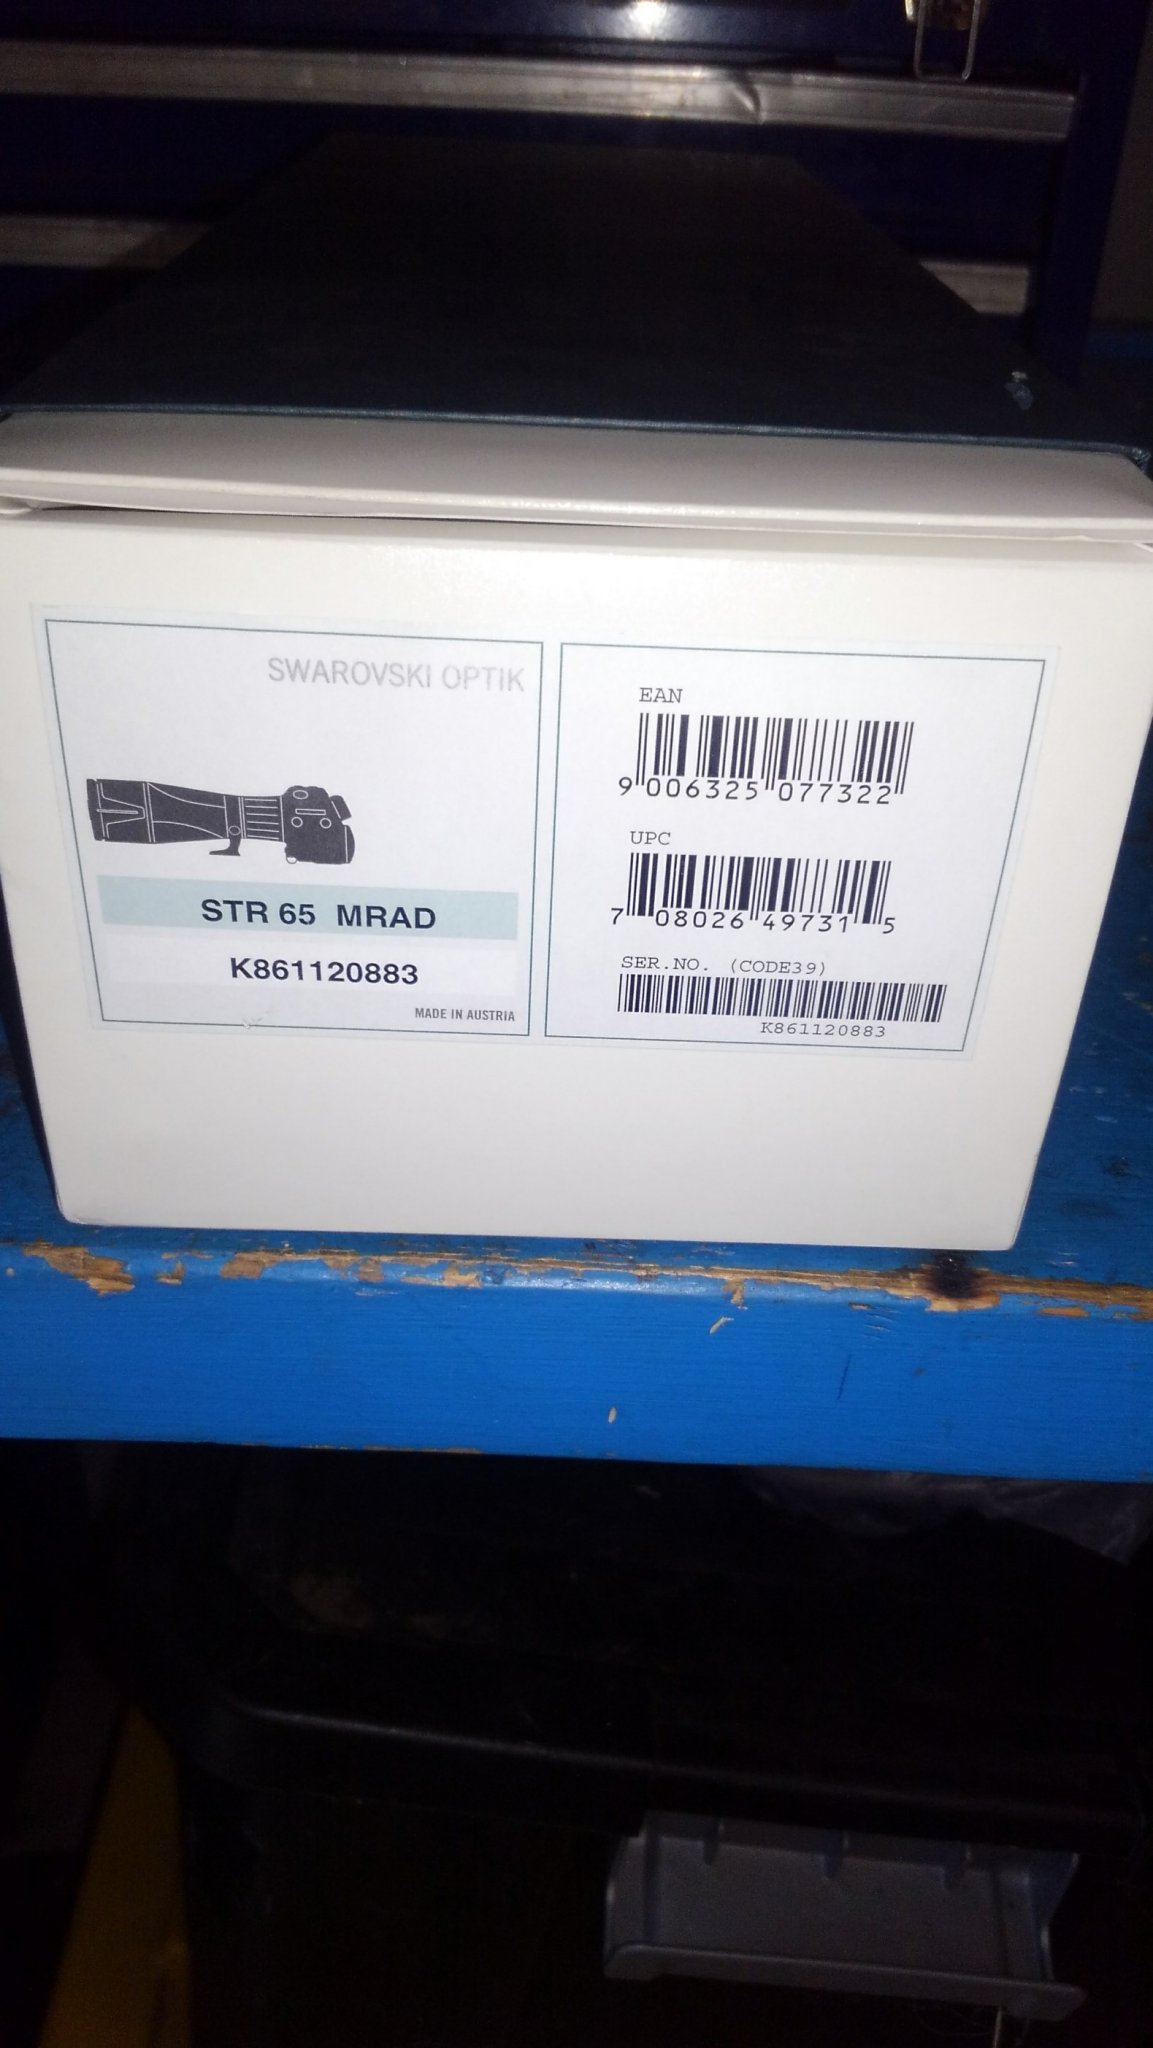 SWAROVSKI OPTIK
STR 65 MRAD
K861120883
MADE IN AUSTRIA
EAN
9 006325 077322
UPC
7 08026 49731 5
SER.NO. (CODE39)
K861120883